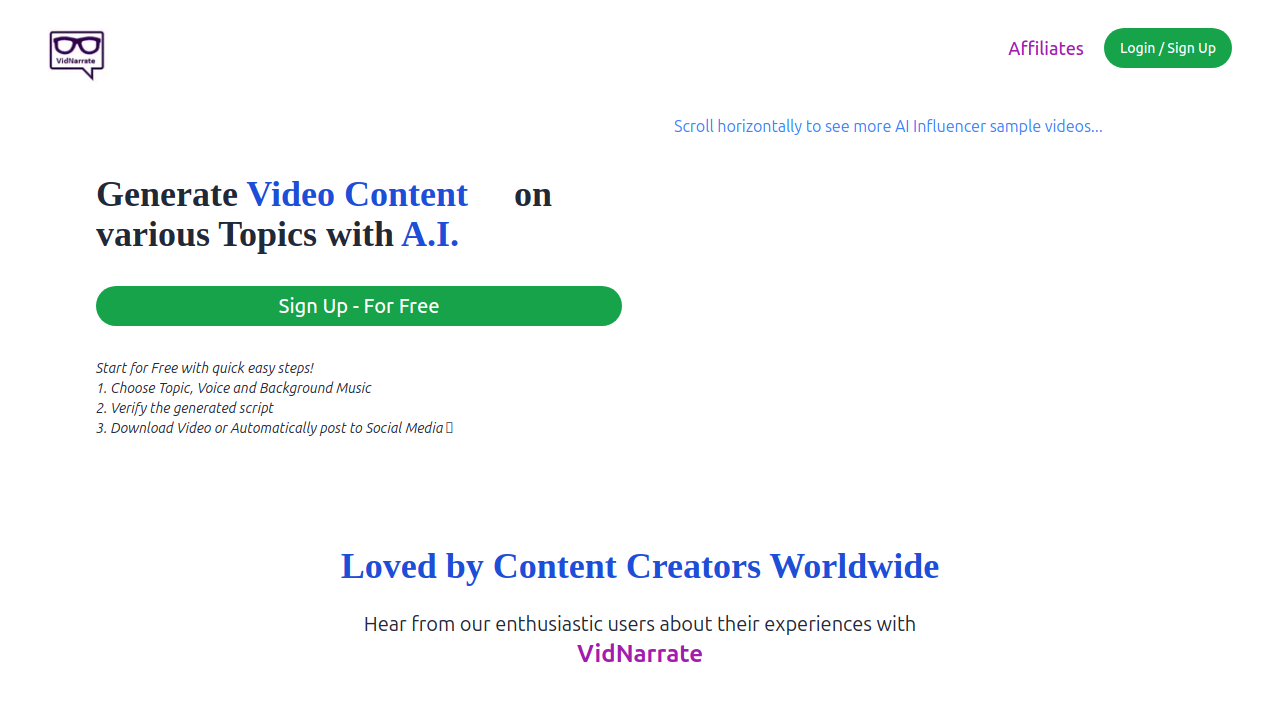 VidNarrate
Affiliates
Login / Sign Up
Scroll horizontally to see more AI Influencer sample videos...
Generate Video Content on
various Topics with A.I.
Sign Up - For Free
Start for Free with quick easy steps!
1. Choose Topic, Voice and Background Music
2. Verify the generated script
3. Download Video or Automatically post to Social Media
Loved by Content Creators Worldwide
Hear from our enthusiastic users about their experiences with
VidNarrate